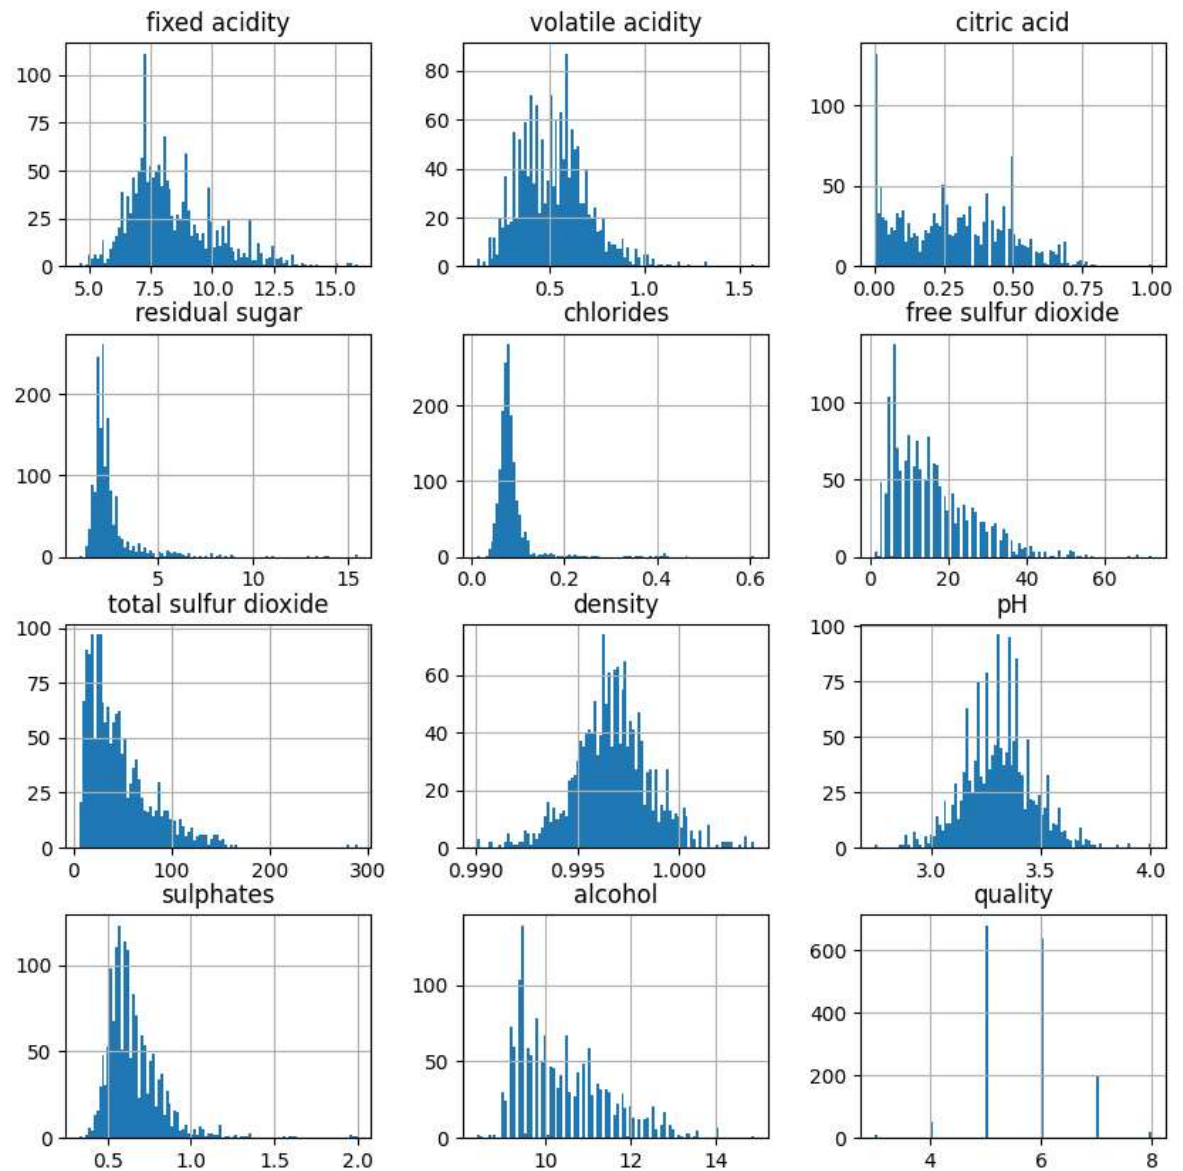 fixed acidity
100
75
50
25
0
5.0 7.5 10.0 12.5 15.0
volatile acidity
80
60
40
20
0
0.5 1.0 1.5
citric acid
100
50
0
0.00 0.25 0.50 0.75 1.00
residual sugar
200
100
0
5 10 15
chlorides
200
100
0
0.0 0.2 0.4 0.6
free sulfur dioxide
100
50
0
0 20 40 60
total sulfur dioxide
100
75
50
25
0
0 100 200 300
density
60
40
20
0
0.990 0.995 1.000
pH
100
75
50
25
0
3.0 3.5 4.0
sulphates
100
50
0
0.5 1.0 1.5 2.0
alcohol
100
50
0
10 12 14
quality
600
400
200
0
4 6 8